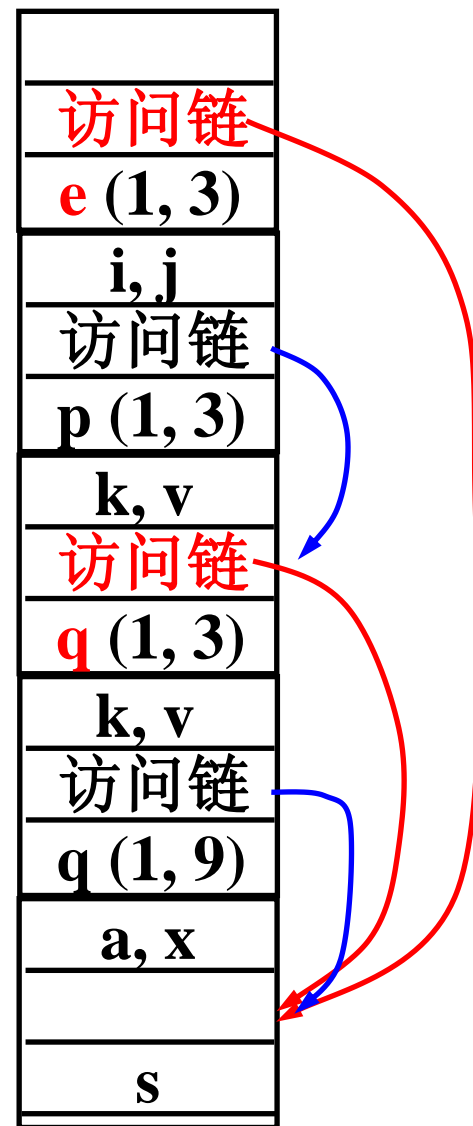 访问链
e (1, 3)
i, j
访问链
p (1, 3)
k, v
访问链
q (1, 3)
k, v
访问链
q (1, 9)
a, x
s